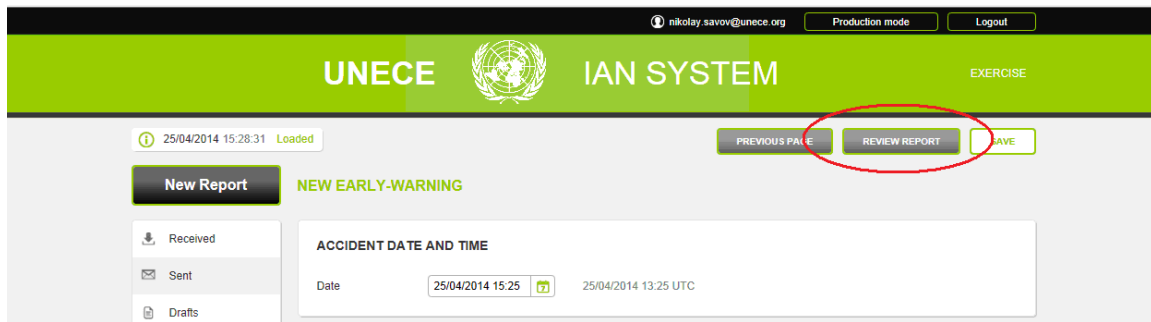 nikolay.savov@unece.org Production mode Logout
UNECE IAN SYSTEM EXERCISE
25/04/2014 15:28:31 Loaded PREVIOUS PAGE REVIEW REPORT SAVE
New Report NEW EARLY-WARNING
Received
ACCIDENT DATE AND TIME
Sent
Date 25/04/2014 15:25 7 25/04/2014 13:25 UTC
Drafts